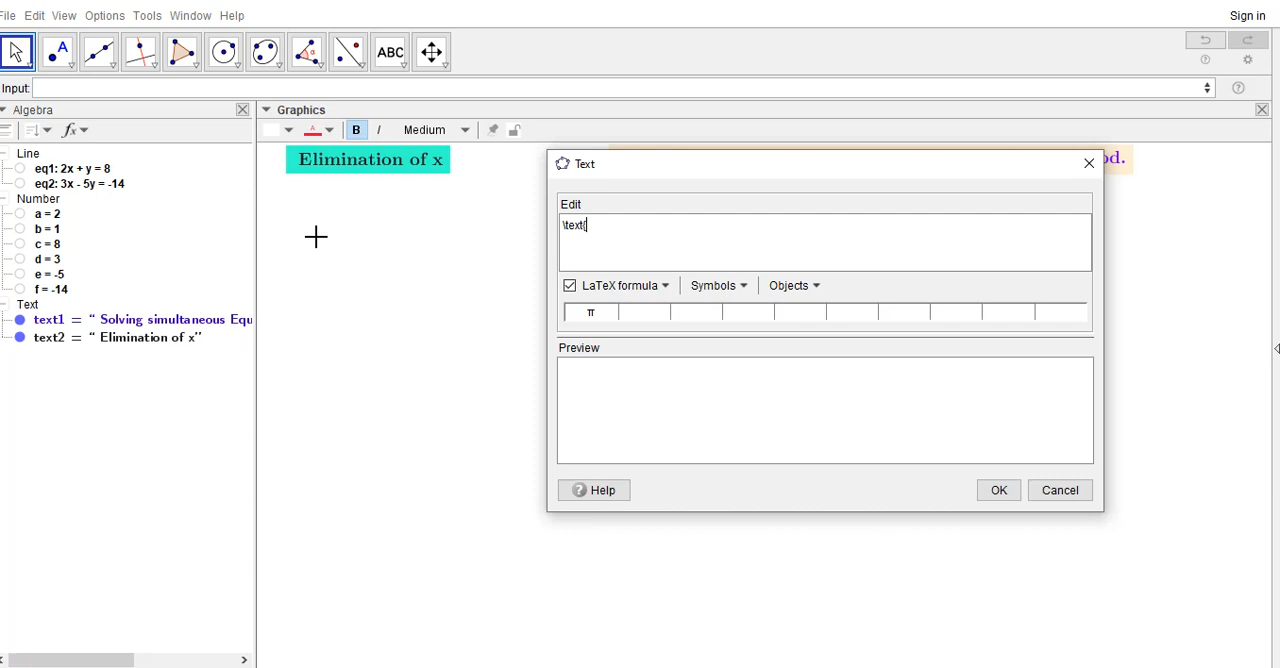 File Edit View Options Tools Window Help
Sign in
A
α
ABC
Input:
Algebra
Graphics
fx
A B I Medium
Line
eq1: 2x + y = 8
eq2: 3x - 5y = -14
Number
a = 2
b = 1
c = 8
d = 3
e = -5
f = -14
Text
text1 = “ Solving simultaneous Equ
text2 = “ Elimination of x”
Elimination of x
od.
Text
Edit
\text{
LaTeX formula Symbols Objects
π
Preview
? Help
OK Cancel